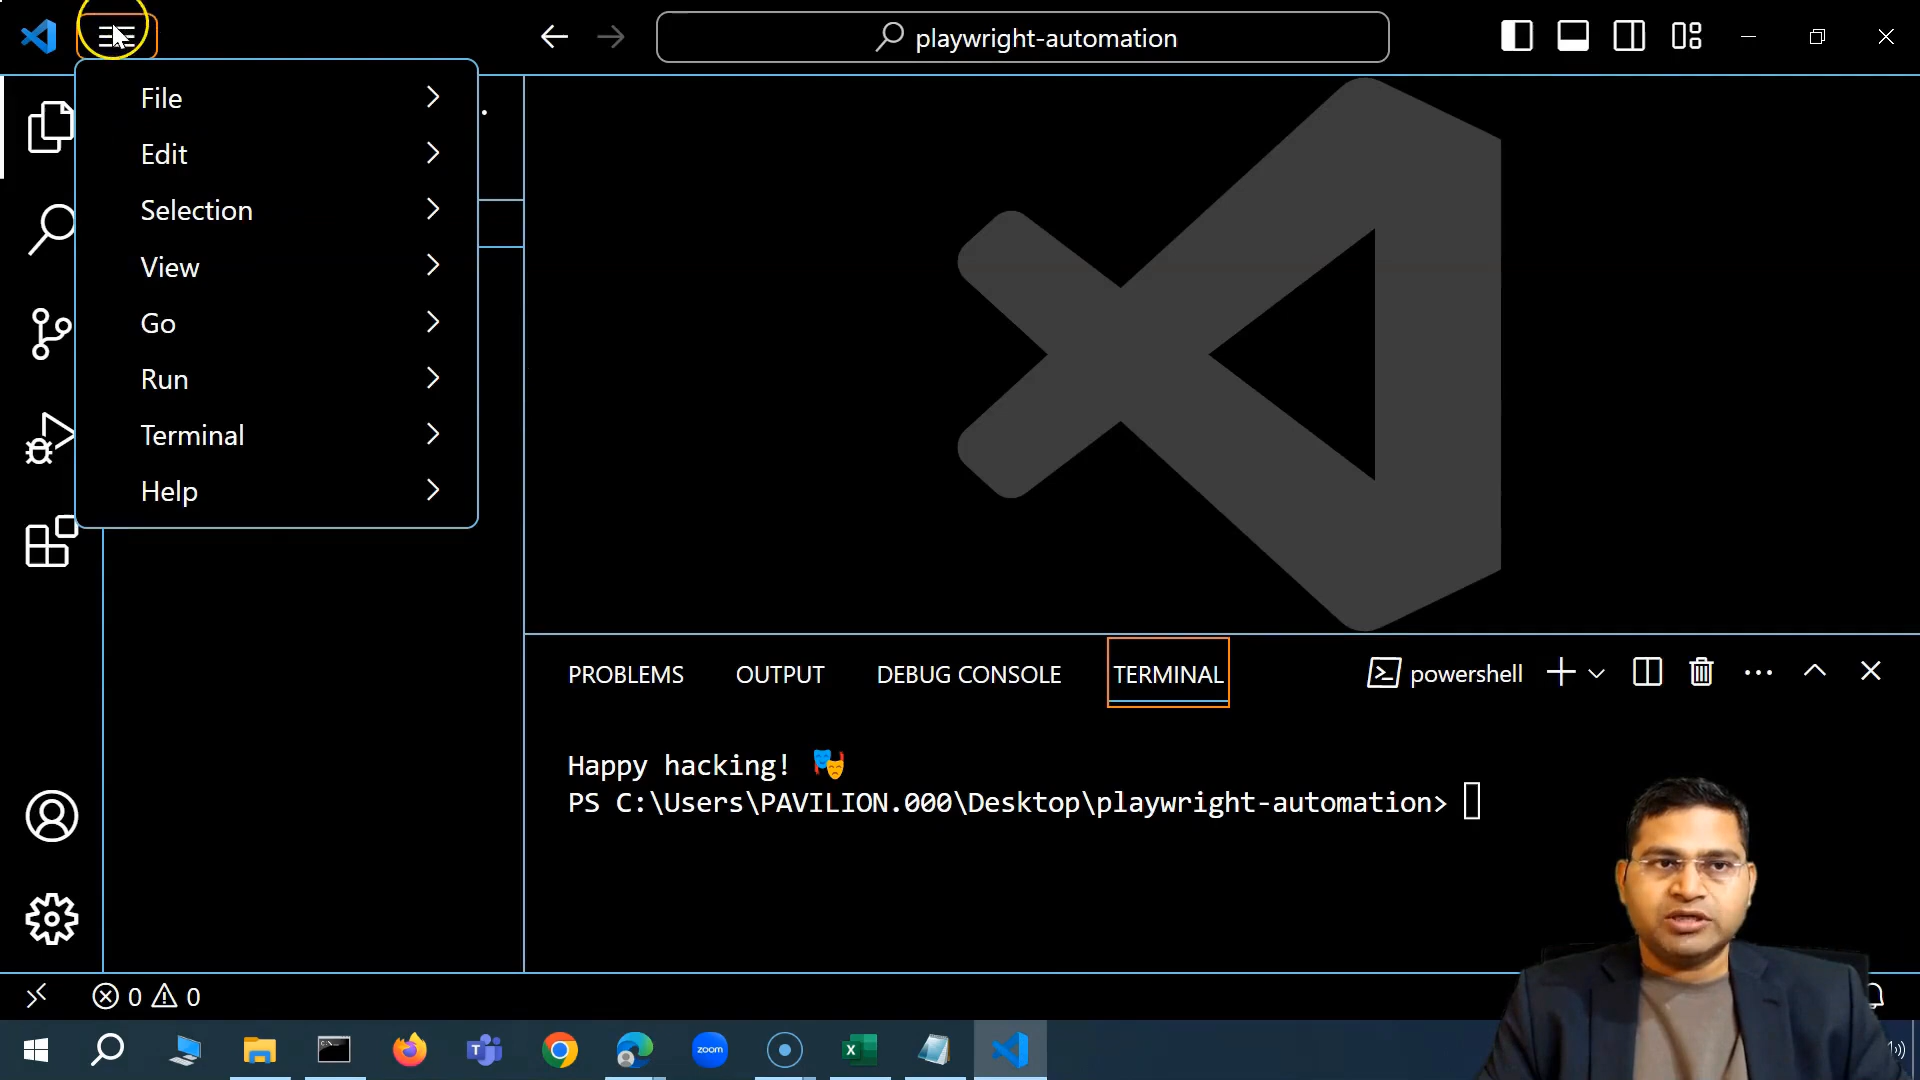 playwright-automation
File
Edit
Selection
View
Go
Run
Terminal
Help
PROBLEMS OUTPUT DEBUG CONSOLE TERMINAL powershell
Happy hacking! 🎭
PS C:\Users\PAVILION.000\Desktop\playwright-automation>
0 0
zoom